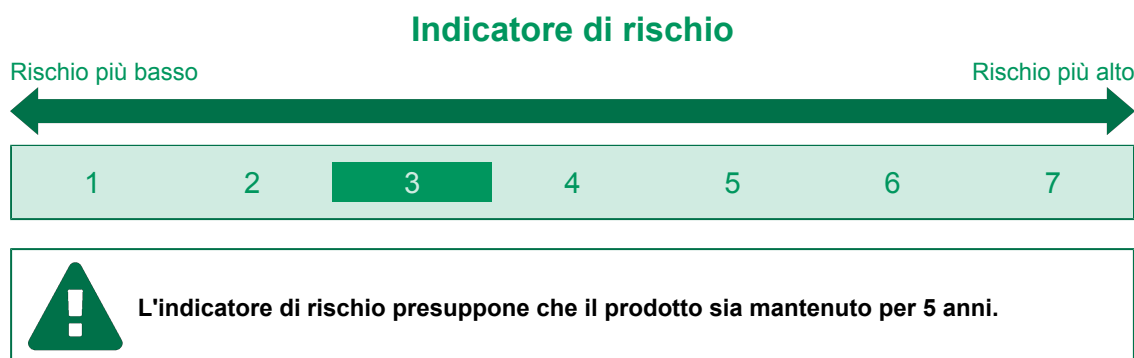 Indicatore di rischio
Rischio più basso Rischio più alto
1 2 3 4 5 6 7
L'indicatore di rischio presuppone che il prodotto sia mantenuto per 5 anni.